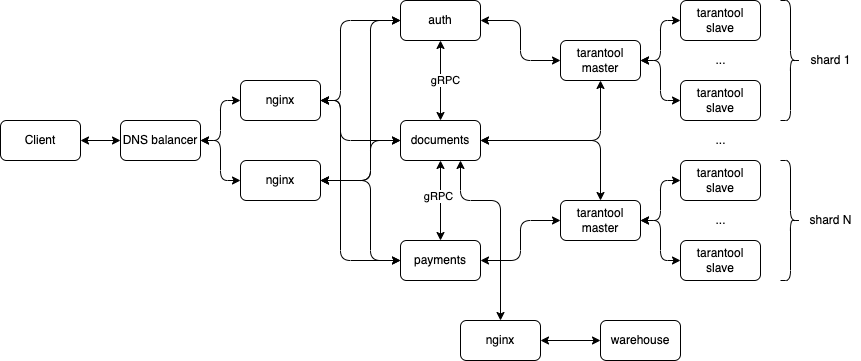 auth
tarantool
slave
tarantool
master
...
shard 1
gRPC
nginx
tarantool
slave
Client
DNS balancer
documents
...
nginx
tarantool
slave
gRPC
tarantool
master
...
shard N
payments
tarantool
slave
nginx
warehouse